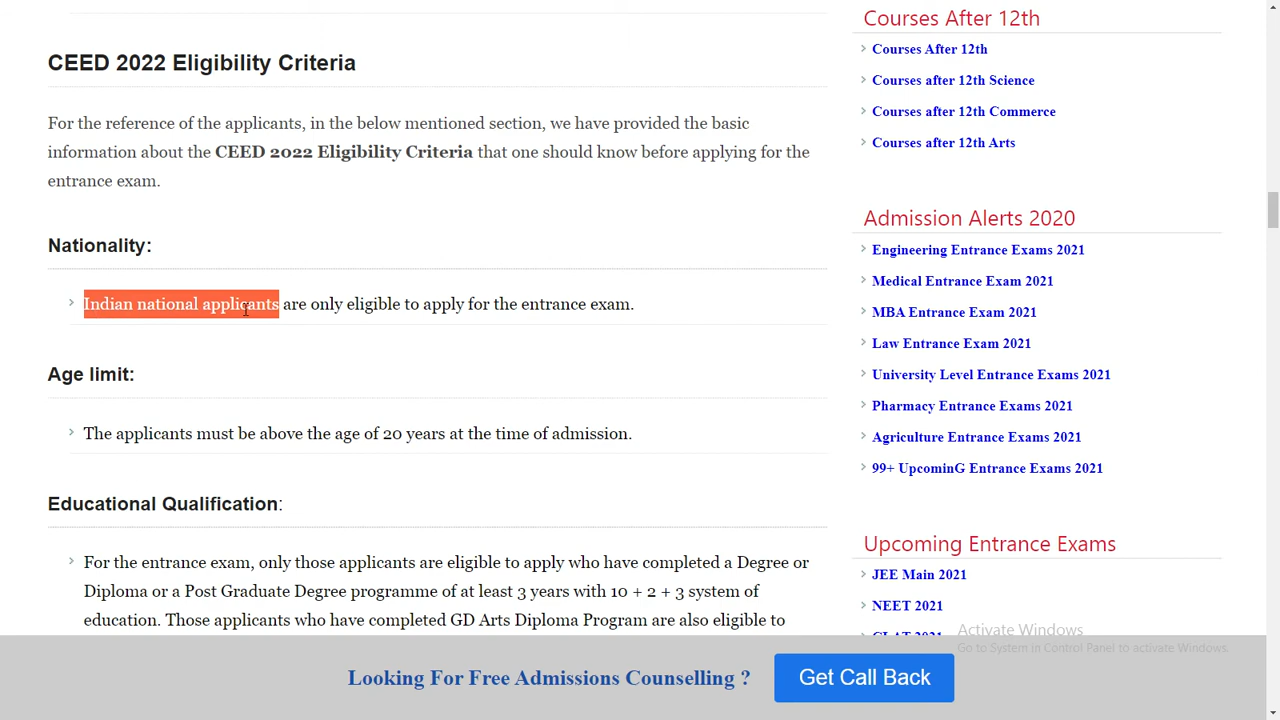 CEED 2022 Eligibility Criteria
For the reference of the applicants, in the below mentioned section, we have provided the basic
information about the CEED 2022 Eligibility Criteria that one should know before applying for the
entrance exam.
Nationality:
Indian national applicants are only eligible to apply for the entrance exam.
Age limit:
The applicants must be above the age of 20 years at the time of admission.
Educational Qualification:
For the entrance exam, only those applicants are eligible to apply who have completed a Degree or
Diploma or a Post Graduate Degree programme of at least 3 years with 10 + 2 + 3 system of
education. Those applicants who have completed GD Arts Diploma Program are also eligible to
Courses After 12th
Courses After 12th
Courses after 12th Science
Courses after 12th Commerce
Courses after 12th Arts
Admission Alerts 2020
Engineering Entrance Exams 2021
Medical Entrance Exam 2021
MBA Entrance Exam 2021
Law Entrance Exam 2021
University Level Entrance Exams 2021
Pharmacy Entrance Exams 2021
Agriculture Entrance Exams 2021
99+ UpcominG Entrance Exams 2021
Upcoming Entrance Exams
JEE Main 2021
NEET 2021
CLAT 2021
Activate Windows
Go to System in Control Panel to activate Windows.
Looking For Free Admissions Counselling ?
Get Call Back